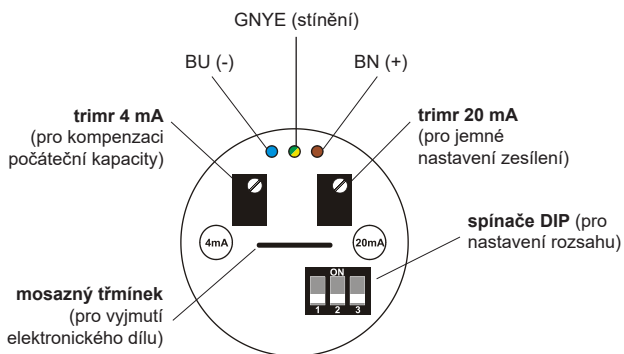 GNYE (stínění)
BU (-)
BN (+)
trimr 4 mA
(pro kompenzaci
počáteční kapacity)
trimr 20 mA
(pro jemné
nastavení zesílení)
4mA
20mA
spínače DIP (pro
nastavení rozsahu)
ON
1 2 3
mosazný třmínek
(pro vyjmutí
elektronického dílu)